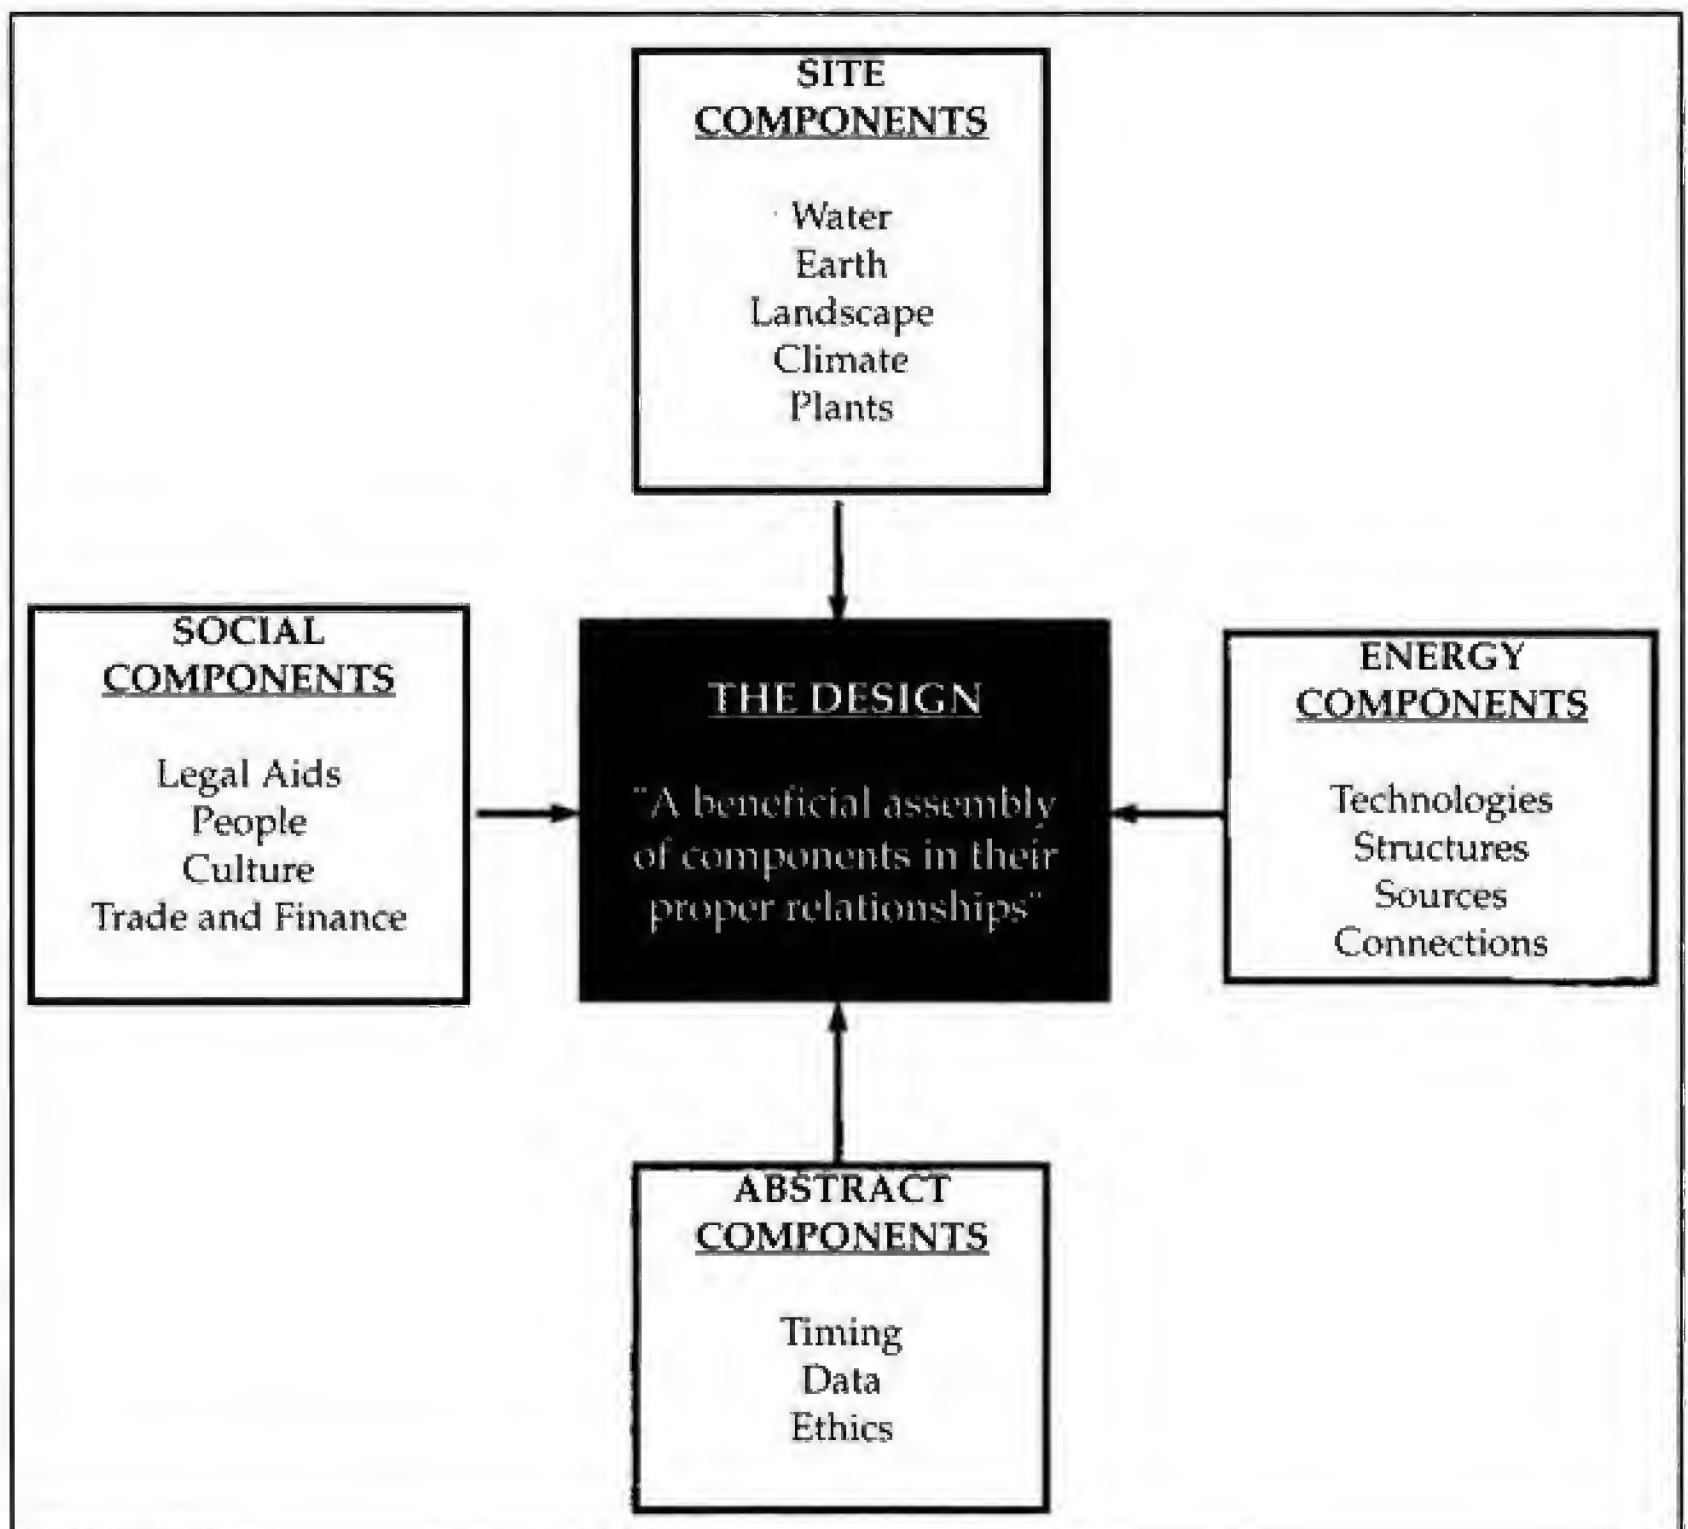 SITE
COMPONENTS
Water
Earth
Landscape
Climate
Plants
SOCIAL
COMPONENTS
Legal Aids
People
Culture
Trade and Finance
THE DESIGN
"A beneficial assembly
of components in their
proper relationships"
ENERGY
COMPONENTS
Technologies
Structures
Sources
Connections
ABSTRACT
COMPONENTS
Timing
Data
Ethics